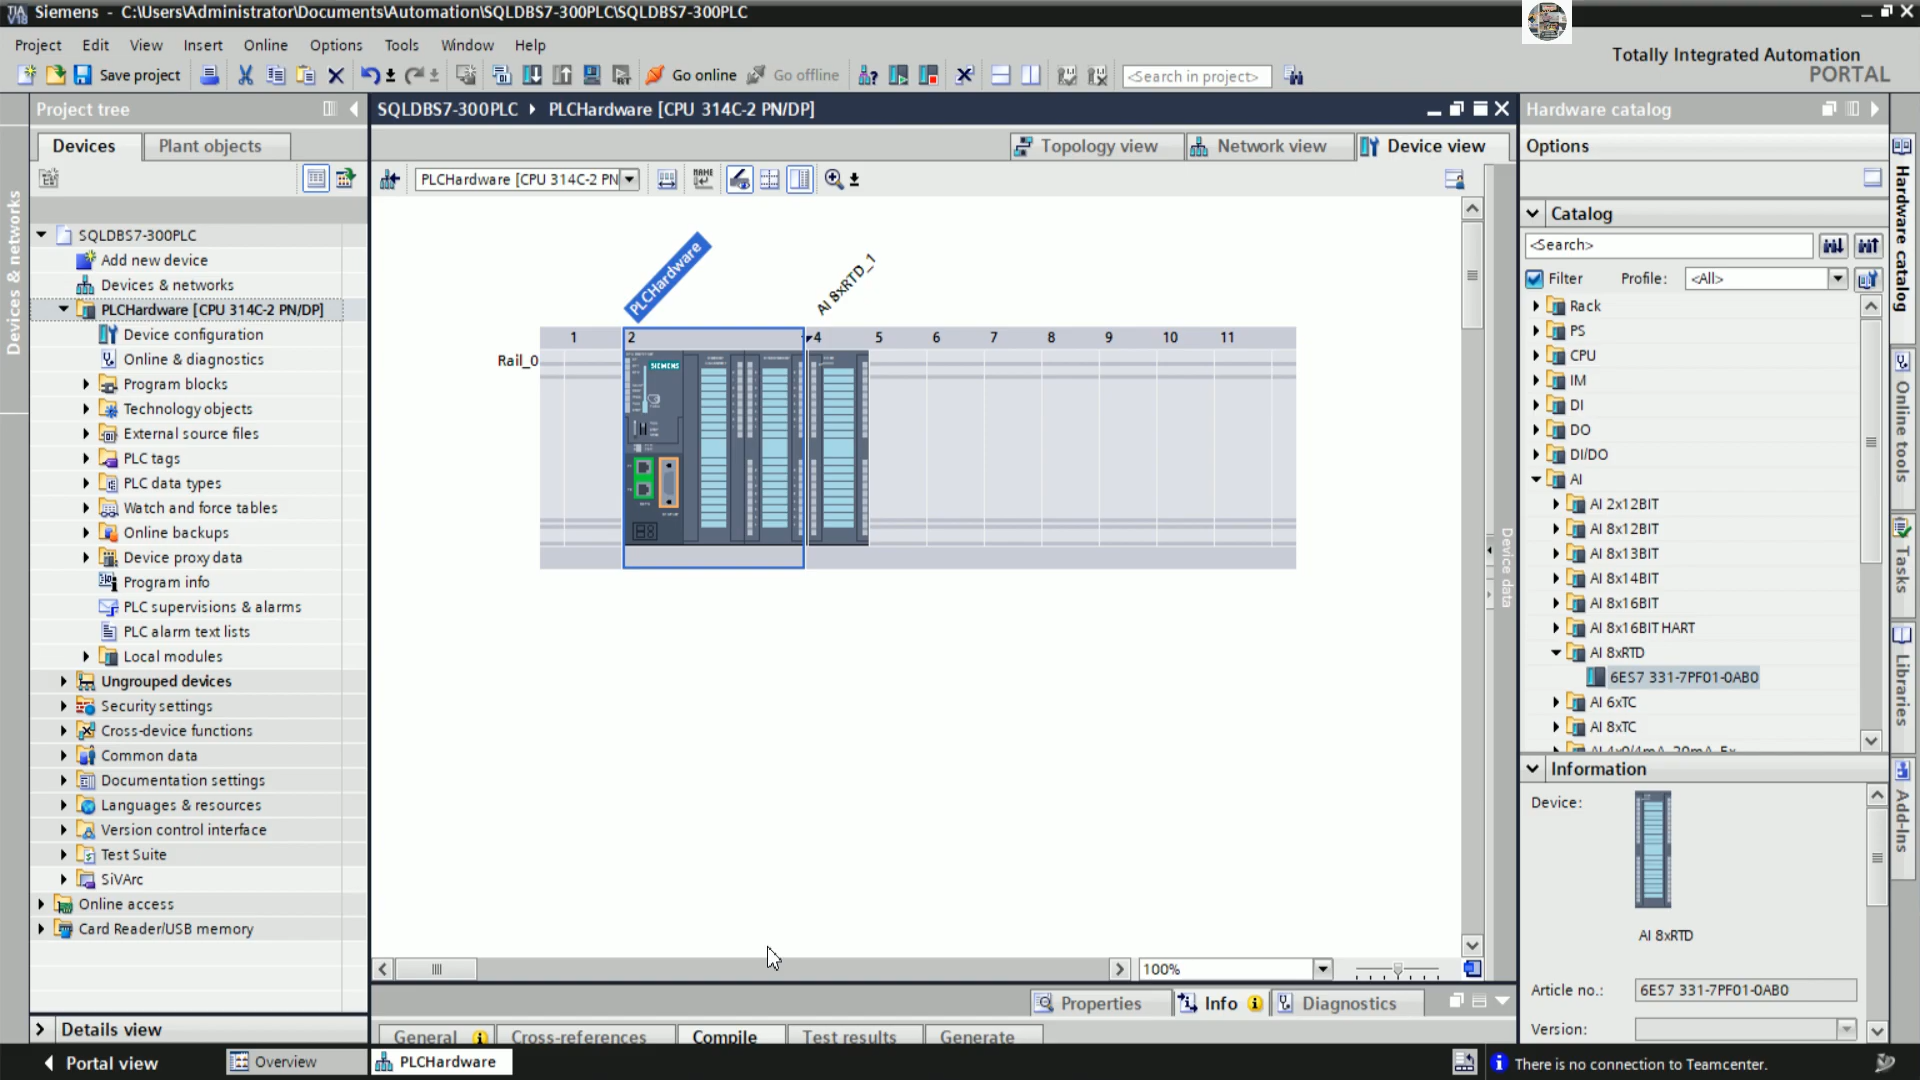 Siemens - C:\Users\Administrator\Documents\Automation\SQLDBS7-300PLC\SQLDBS7-300PLC
Project Edit View Insert Online Options Tools Window Help
Totally Integrated Automation
PORTAL
Save project
Go online
Go offline
<Search in project>
Project tree
SQLDBS7-300PLC PLCHardware [CPU 314C-2 PN/DP]
Hardware catalog
Devices
Plant objects
Topology view
Network view
Device view
Options
PLCHardware [CPU 314C-2 PN
Devices & networks
SQLDBS7-300PLC
Add new device
Devices & networks
PLCHardware [CPU 314C-2 PN/DP]
Device configuration
Online & diagnostics
Program blocks
Technology objects
External source files
PLC tags
PLC data types
Watch and force tables
Online backups
Device proxy data
Program info
PLC supervisions & alarms
PLC alarm text lists
Local modules
Ungrouped devices
Security settings
Cross-device functions
Common data
Documentation settings
Languages & resources
Version control interface
Test Suite
SiVArc
Online access
Card Reader/USB memory
Details view
PLCHardware
AI 8xRTD_1
1 2 4 5 6 7 8 9 10 11
Rail_0
SIEMENS
Device data
100%
Properties
Info
Diagnostics
General
Cross-references
Compile
Test results
Generate
Catalog
<Search>
Filter
Profile:
<All>
Rack
PS
CPU
IM
DI
DO
DI/DO
AI
AI 2x12BIT
AI 8x12BIT
AI 8x13BIT
AI 8x14BIT
AI 8x16BIT
AI 8x16BIT HART
AI 8xRTD
6ES7 331-7PF01-0AB0
AI 6xTC
AI 8xTC
Information
Device:
AI 8xRTD
Article no.:
6ES7 331-7PF01-0AB0
Version:
Hardware catalog
Online tools
Tasks
Libraries
Add-Ins
Portal view
Overview
PLCHardware
There is no connection to Teamcenter.